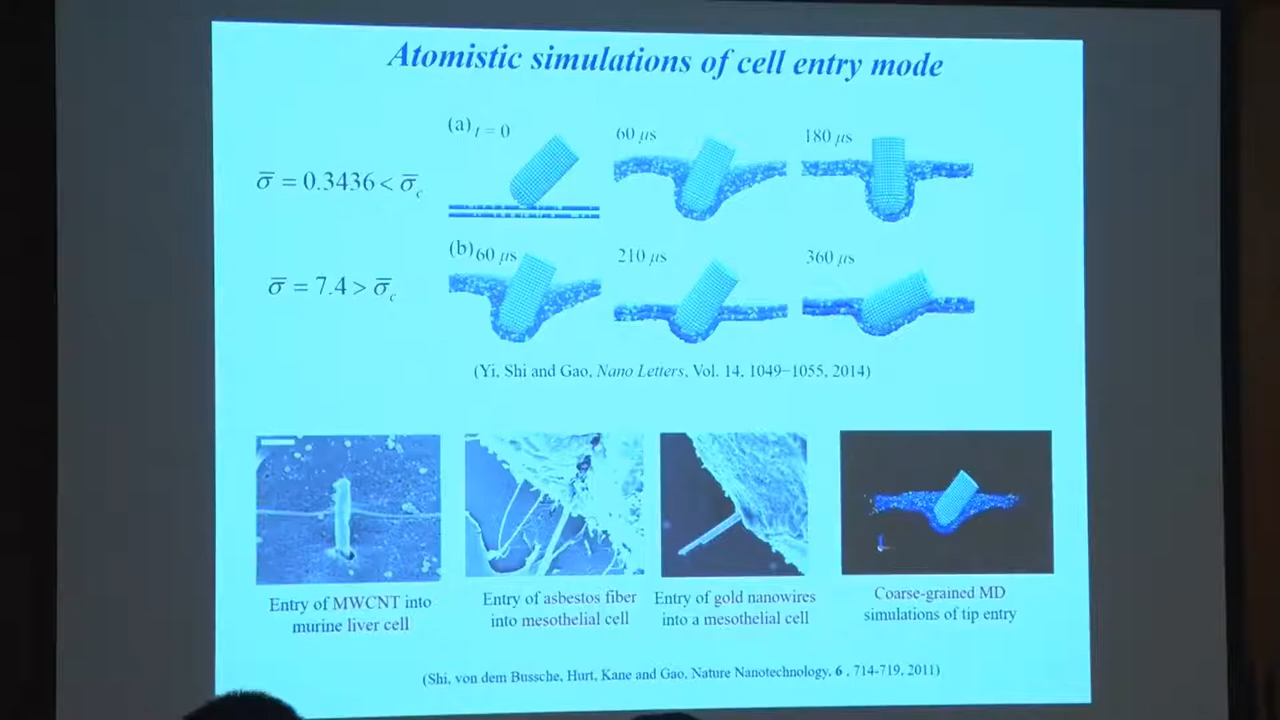 Atomistic simulations of cell entry mode
(a) t = 0
60 μs
180 μs
σ̅ = 0.3436 < σ̅c
(b) 60 μs
210 μs
360 μs
σ̅ = 7.4 > σ̅c
(Yi, Shi and Gao, Nano Letters, Vol. 14, 1049−1055, 2014)
Entry of MWCNT into
murine liver cell
Entry of asbestos fiber
into mesothelial cell
Entry of gold nanowires
into a mesothelial cell
Coarse-grained MD
simulations of tip entry
(Shi, von dem Bussche, Hurt, Kane and Gao, Nature Nanotechnology, 6 , 714-719, 2011)